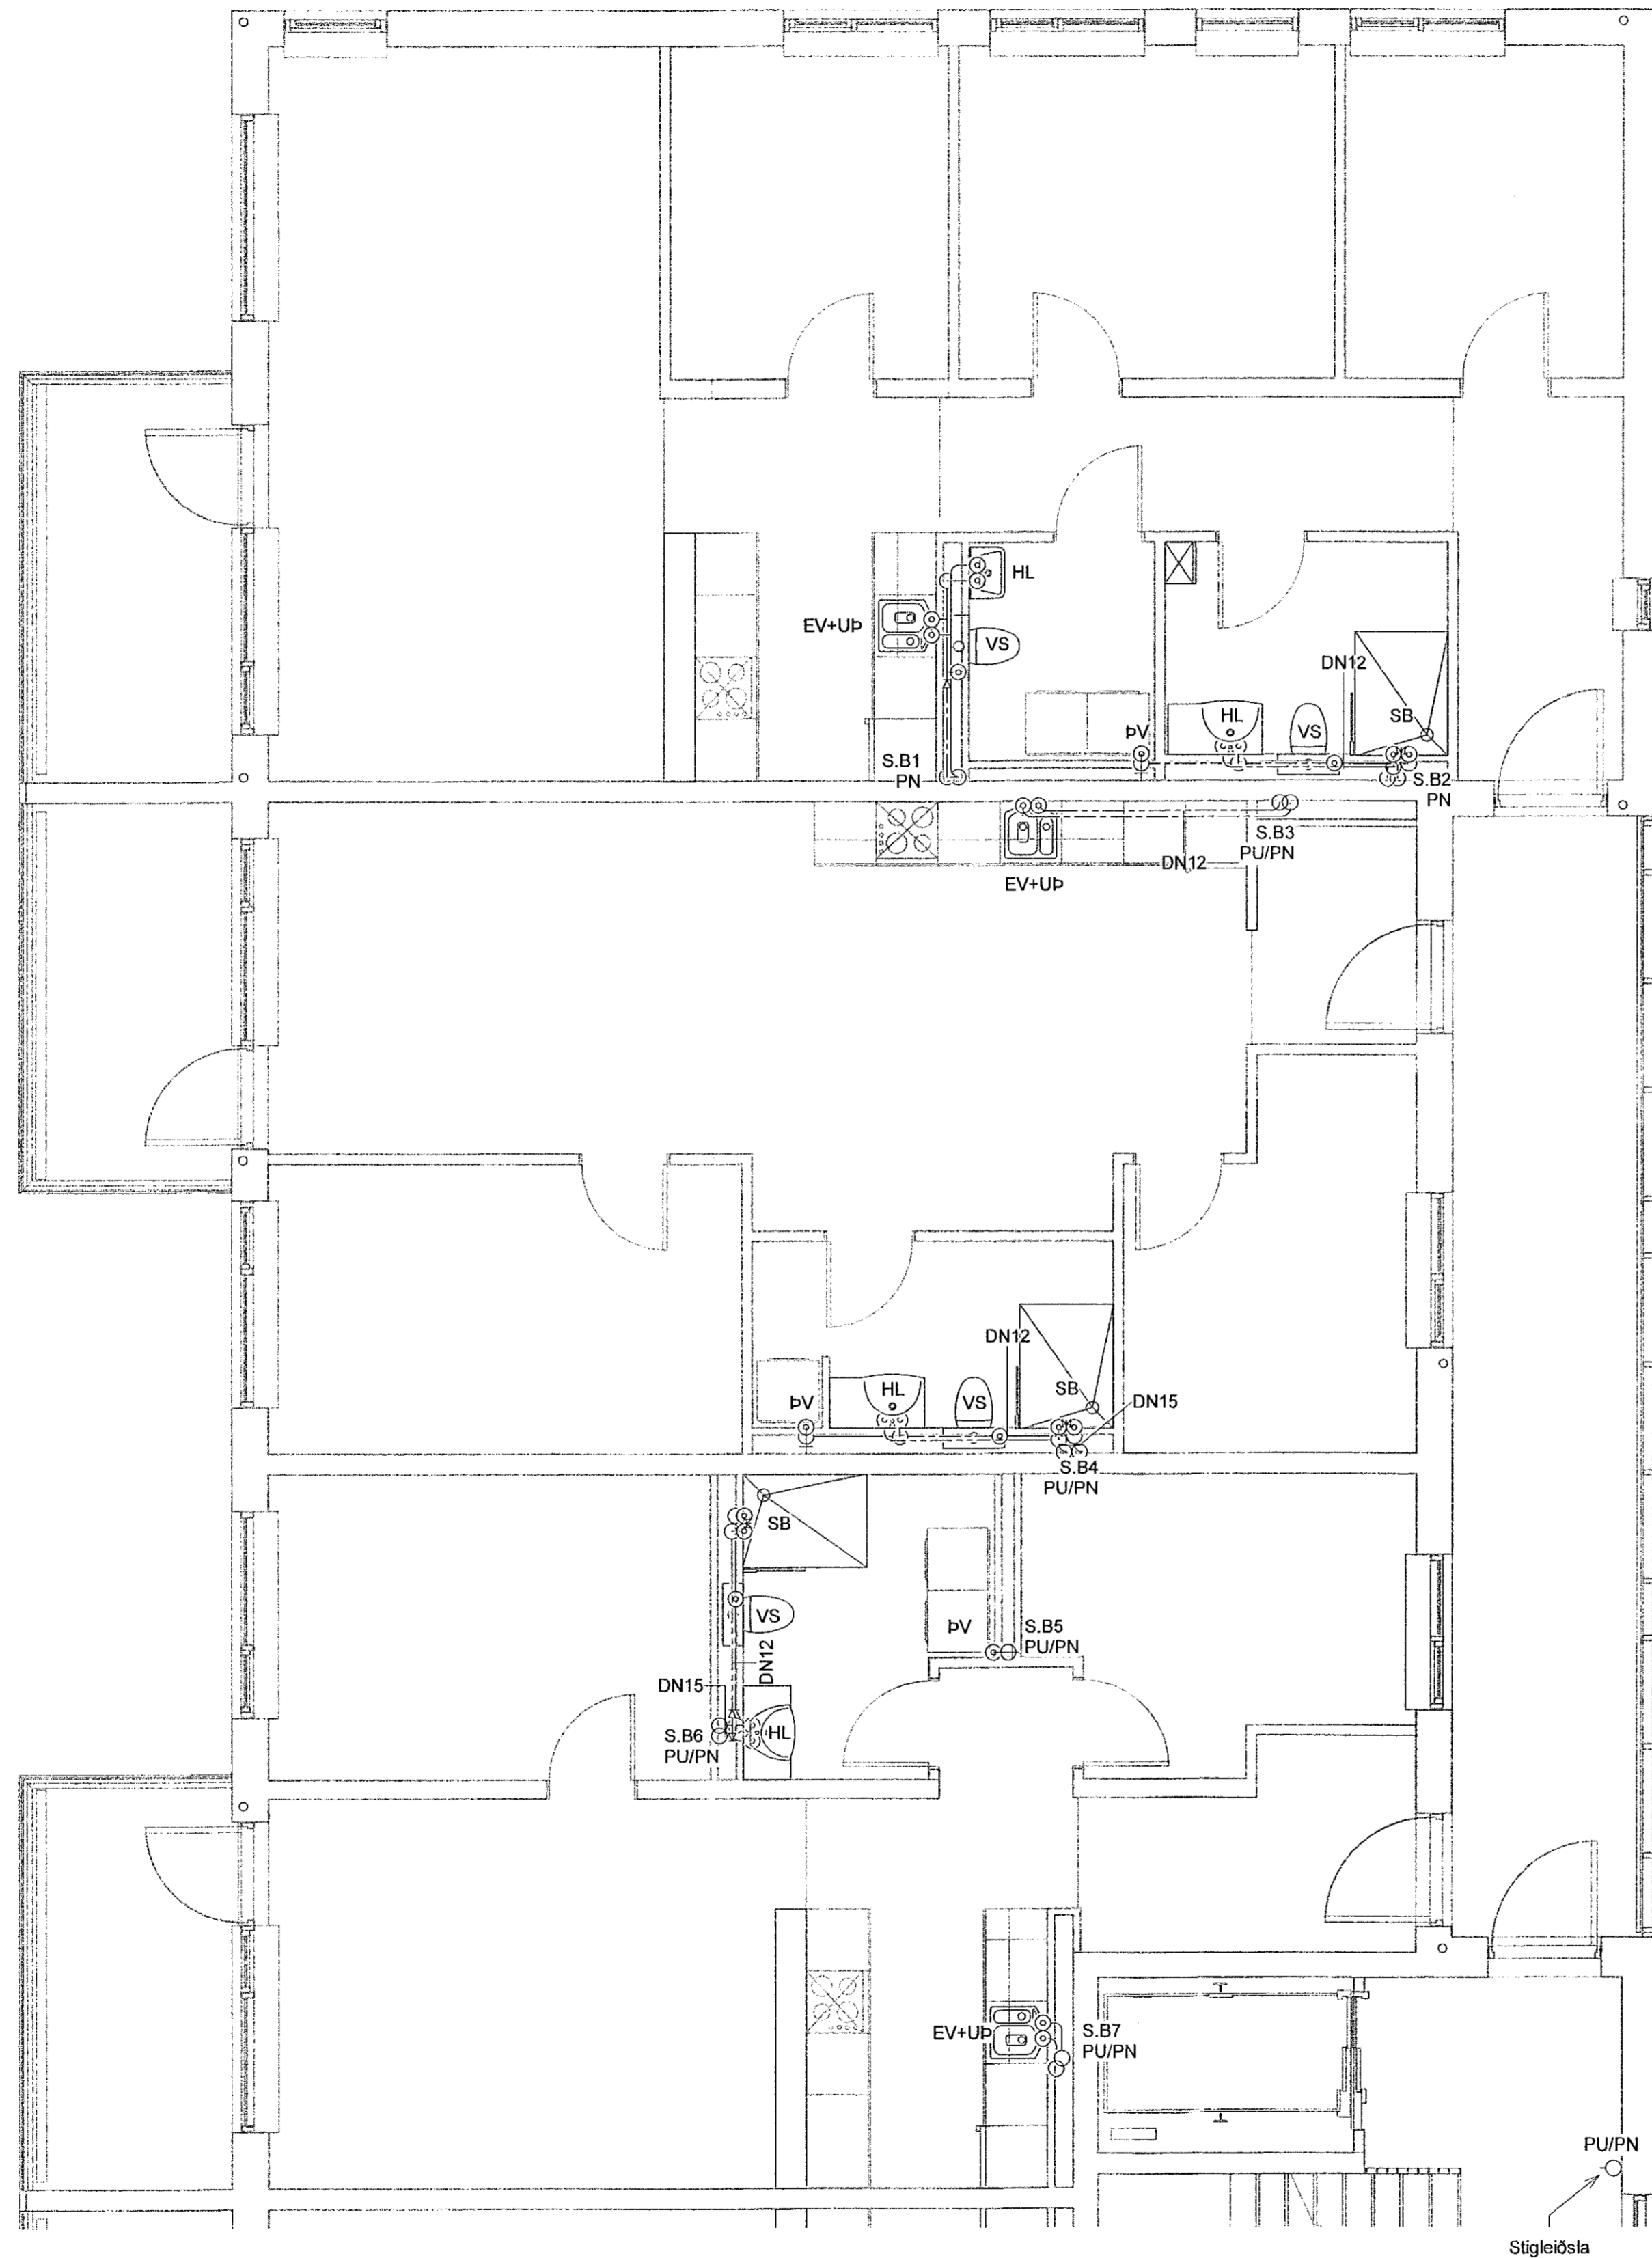 HL
EV+UÞ
VS
DN12
HL
VS
SB
ÞV
S.B1
PN
S.B2
PN
S.B3
PU/PN
DN12
EV+UÞ
DN12
HL
VS
SB
ÞV
DN15
S.B4
PU/PN
SB
VS
ÞV
S.B5
PU/PN
DN12
DN15
S.B6
PU/PN
HL
EV+UÞ
S.B7
PU/PN
PU/PN
Stigleiðsla